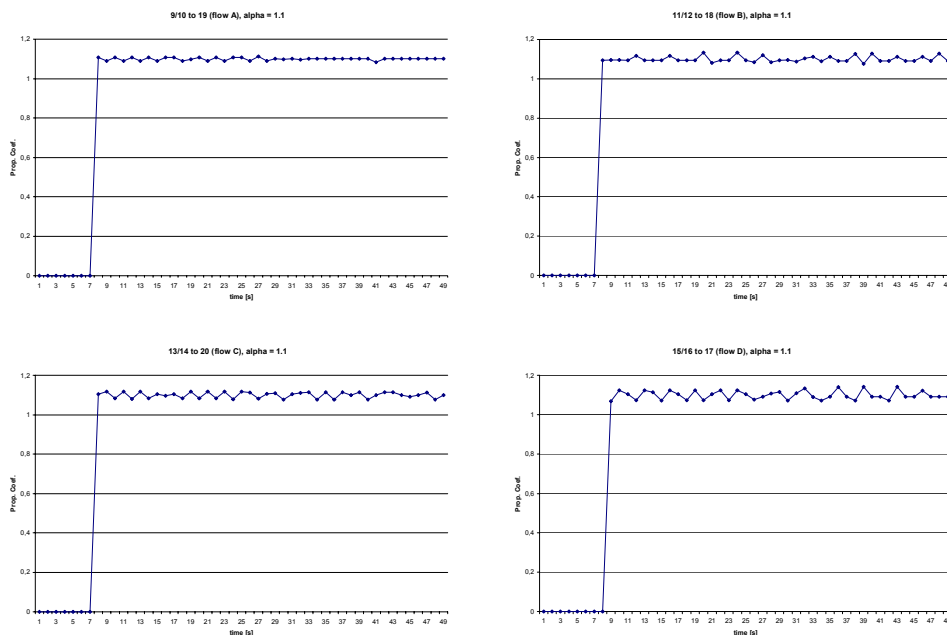 9/10 to 19 (flow A), alpha = 1.1
1,2
1
0,8
0,6
0,4
0,2
0
Prop. Coef.
1 3 5 7 9 11 13 15 17 19 21 23 25 27 29 31 33 35 37 39 41 43 45 47 49
time [s]
11/12 to 18 (flow B), alpha = 1.1
1,2
1
0,8
0,6
0,4
0,2
0
Prop. Coef.
1 3 5 7 9 11 13 15 17 19 21 23 25 27 29 31 33 35 37 39 41 43 45 47
time [s]
13/14 to 20 (flow C), alpha = 1.1
1,2
1
0,8
0,6
0,4
0,2
0
Prop. Coef.
1 3 5 7 9 11 13 15 17 19 21 23 25 27 29 31 33 35 37 39 41 43 45 47 49
time [s]
15/16 to 17 (flow D), alpha = 1.1
1,2
1
0,8
0,6
0,4
0,2
0
Prop. Coef.
1 3 5 7 9 11 13 15 17 19 21 23 25 27 29 31 33 35 37 39 41 43 45 47
time [s]